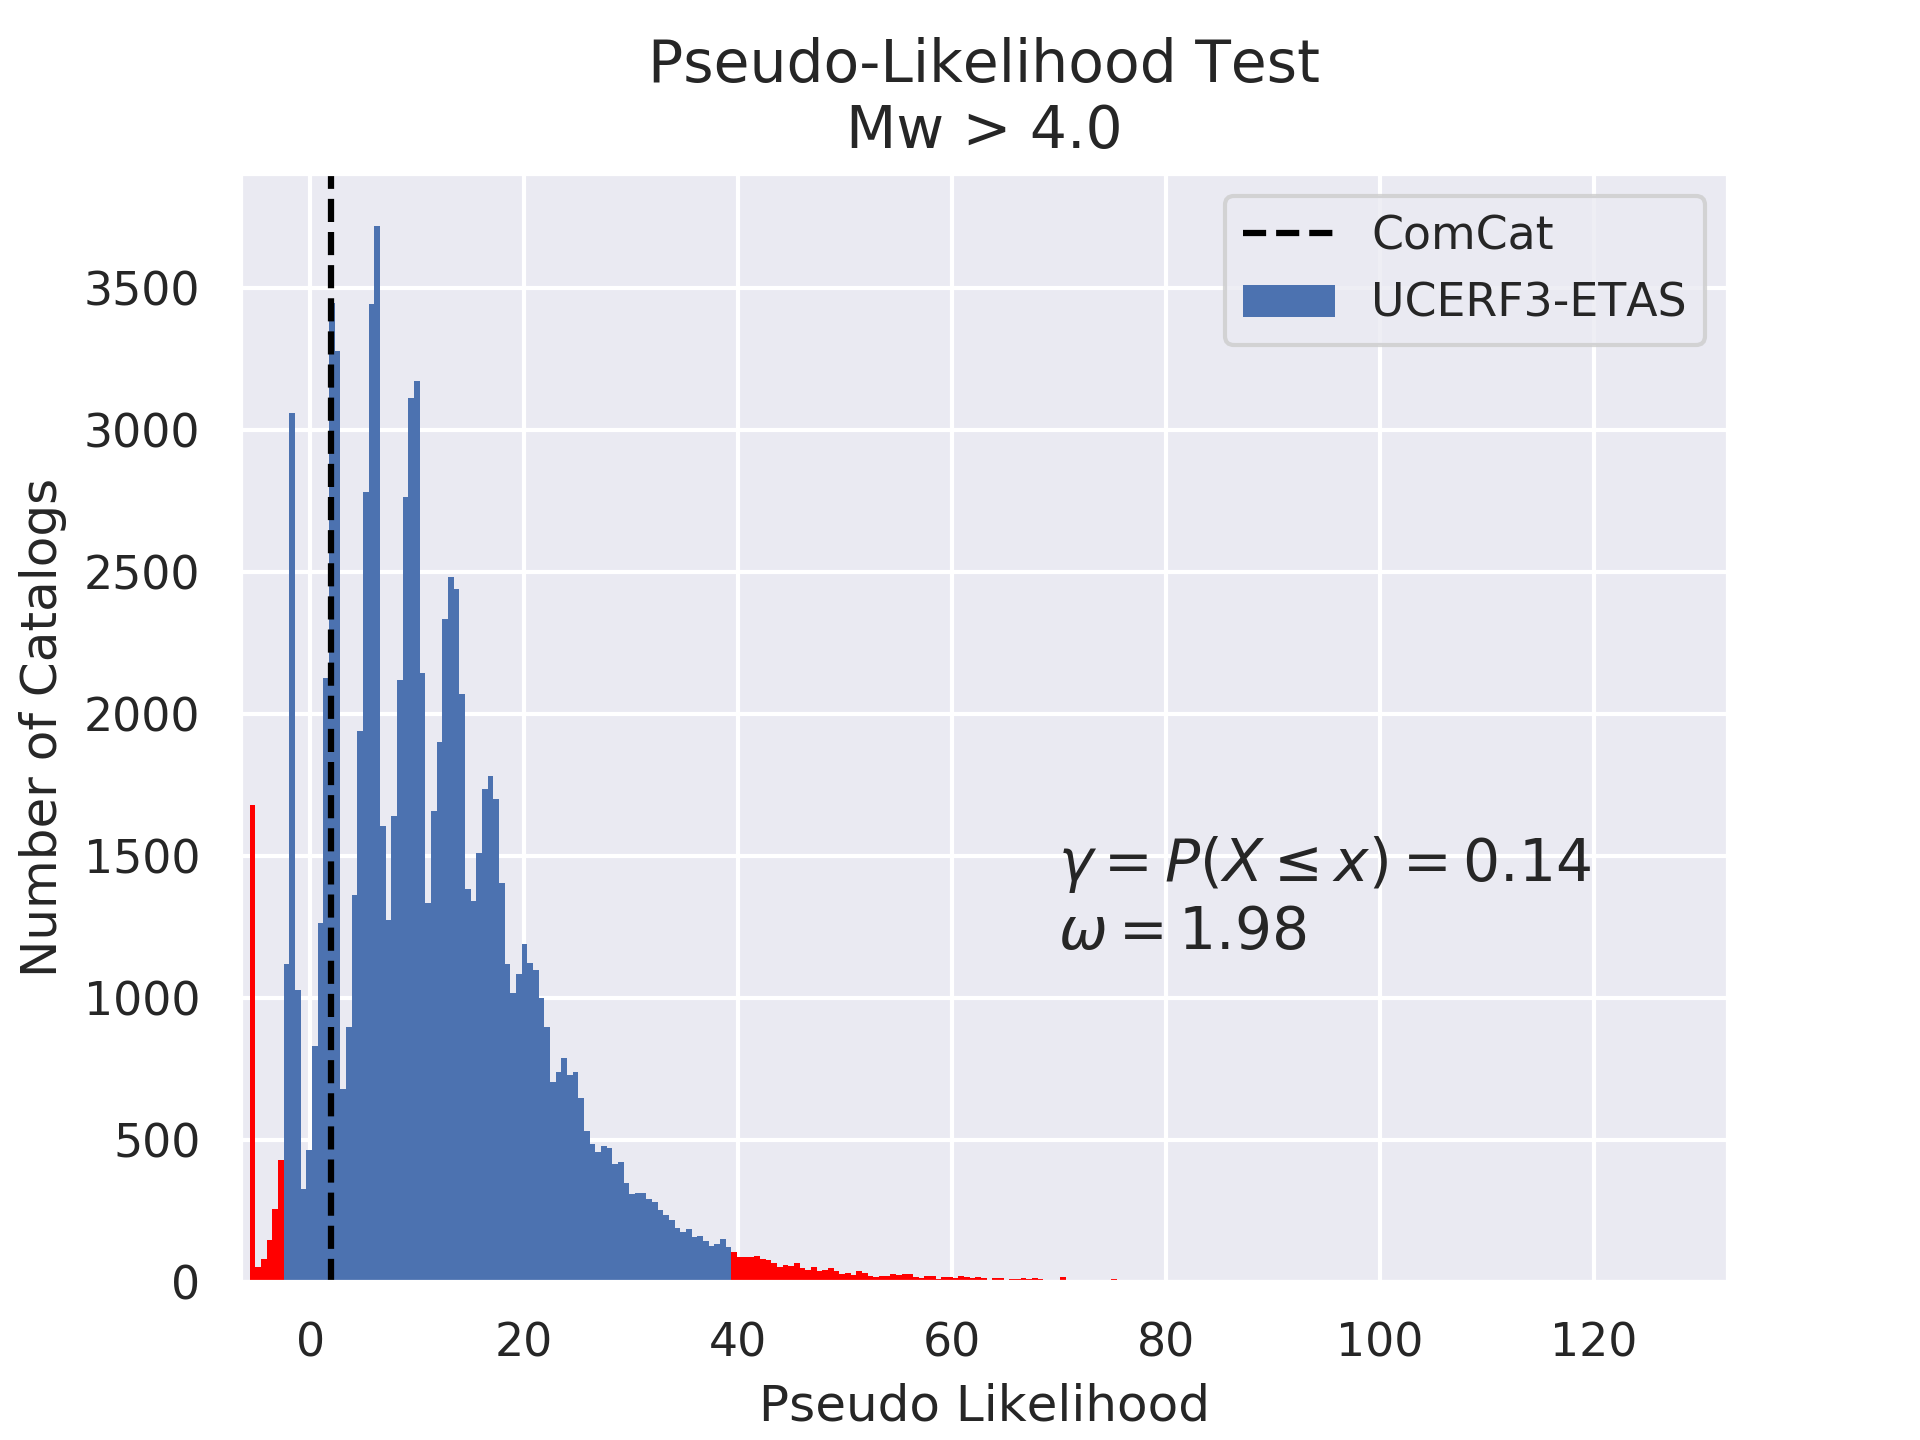 Pseudo-Likelihood Test
Mw > 4.0
ComCat
UCERF3-ETAS
3500
3000
2500
2000
1500
1000
500
0
Number of Catalogs
γ = P(X ≤ x) = 0.14
ω = 1.98
0 20 40 60 80 100 120
Pseudo Likelihood